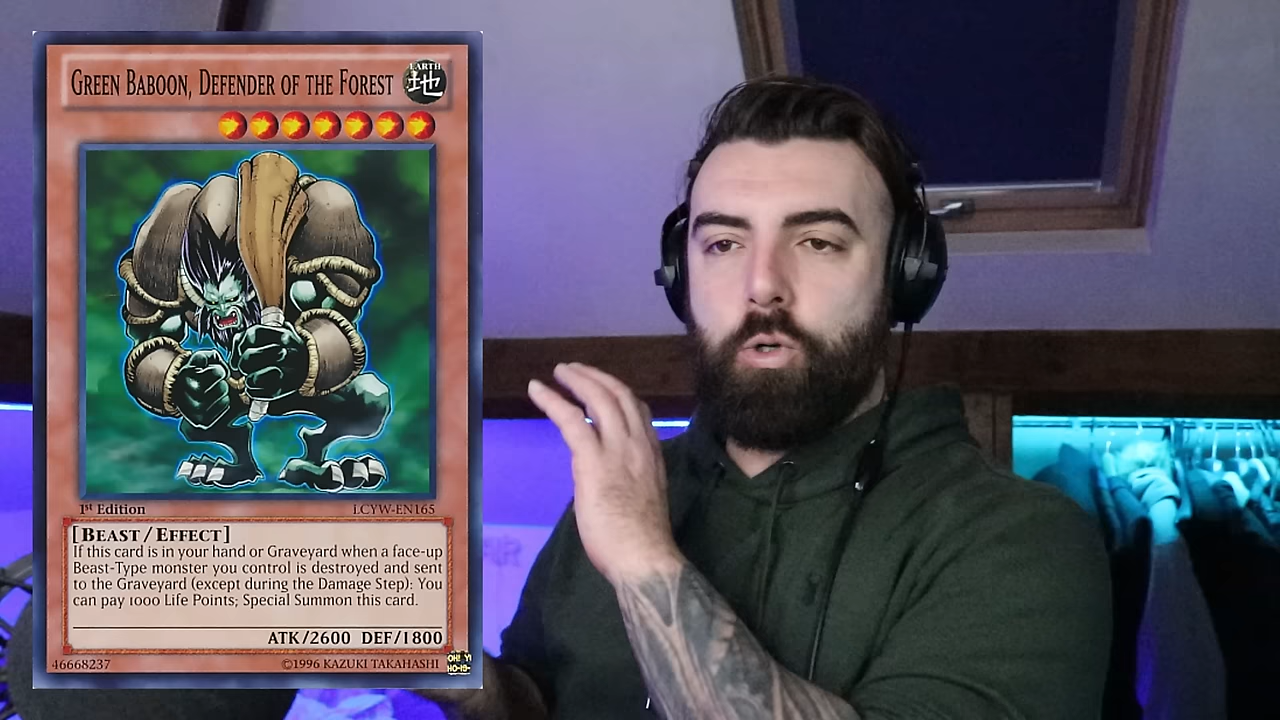 Green Baboon, Defender of the Forest
EARTH
地
1st Edition
LCYW-EN165
[Beast/Effect]
If this card is in your hand or Graveyard when a face-up
Beast-Type monster you control is destroyed and sent
to the Graveyard (except during the Damage Step): You
can pay 1000 Life Points; Special Summon this card.
ATK/2600 DEF/1800
46668237
©1996 KAZUKI TAKAHASHI